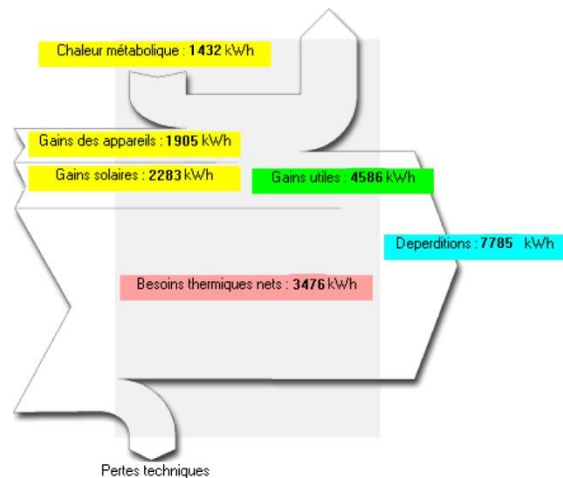 Chaleur métabolique : 1432 kWh
Gains des appareils : 1905 kWh
Gains solaires : 2283 kWh
Gains utiles : 4586 kWh
Deperditions : 7785 kWh
Besoins thermiques nets : 3476 kWh
Pertes techniques